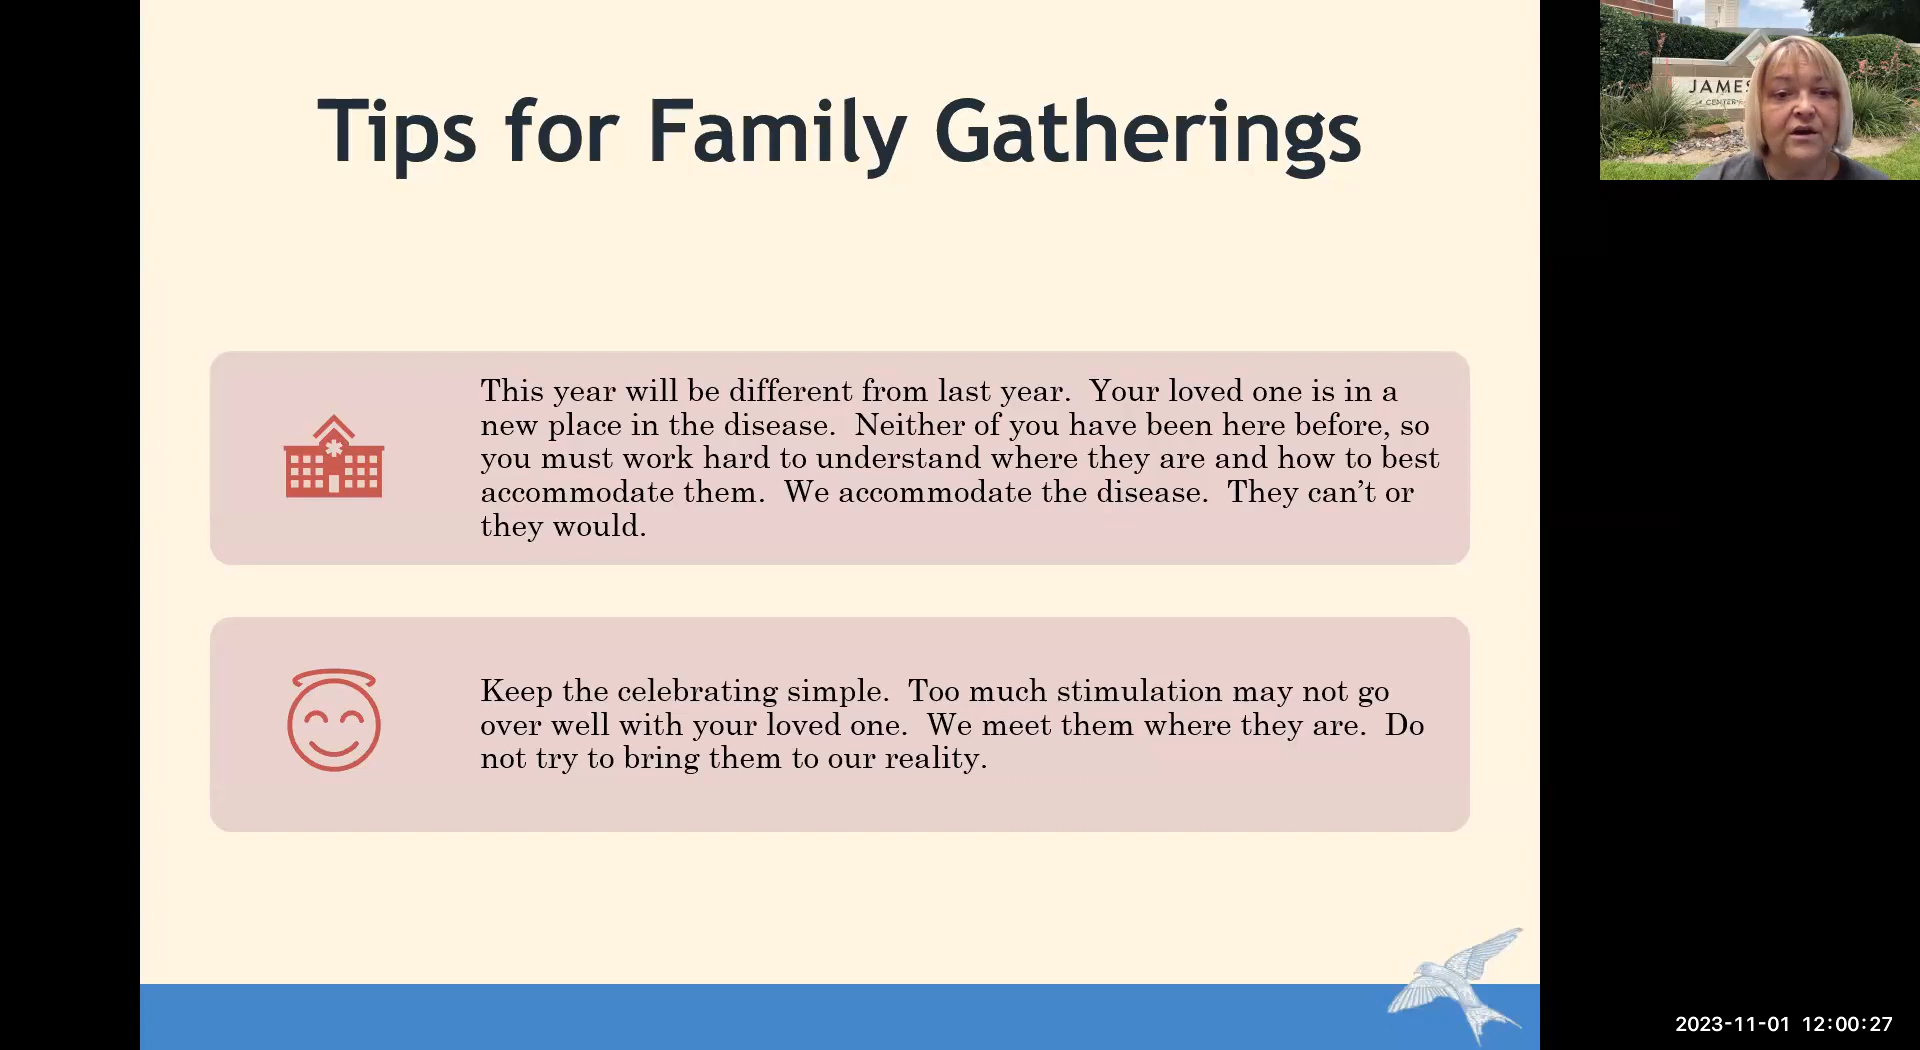 Tips for Family Gatherings
JAMES
CENTER
This year will be different from last year.  Your loved one is in a
new place in the disease.  Neither of you have been here before, so
you must work hard to understand where they are and how to best
accommodate them.  We accommodate the disease.  They can’t or
they would.
Keep the celebrating simple.  Too much stimulation may not go
over well with your loved one.  We meet them where they are.  Do
not try to bring them to our reality.
2023-11-01 12:00:27